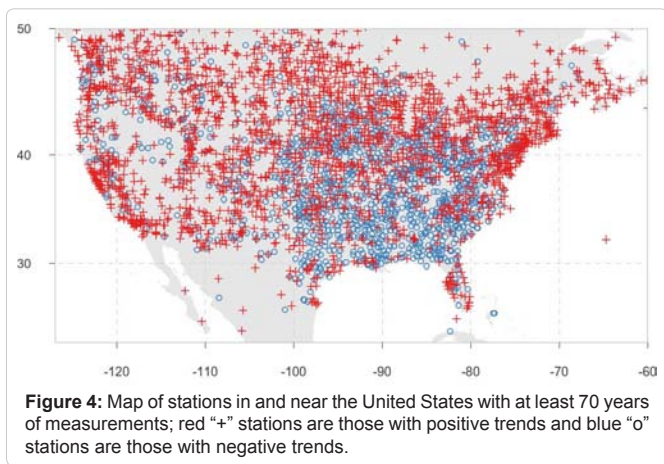 50
40
30
-120 -110 -100 -90 -80 -70 -60
Figure 4: Map of stations in and near the United States with at least 70 years
of measurements; red “+” stations are those with positive trends and blue “o”
stations are those with negative trends.